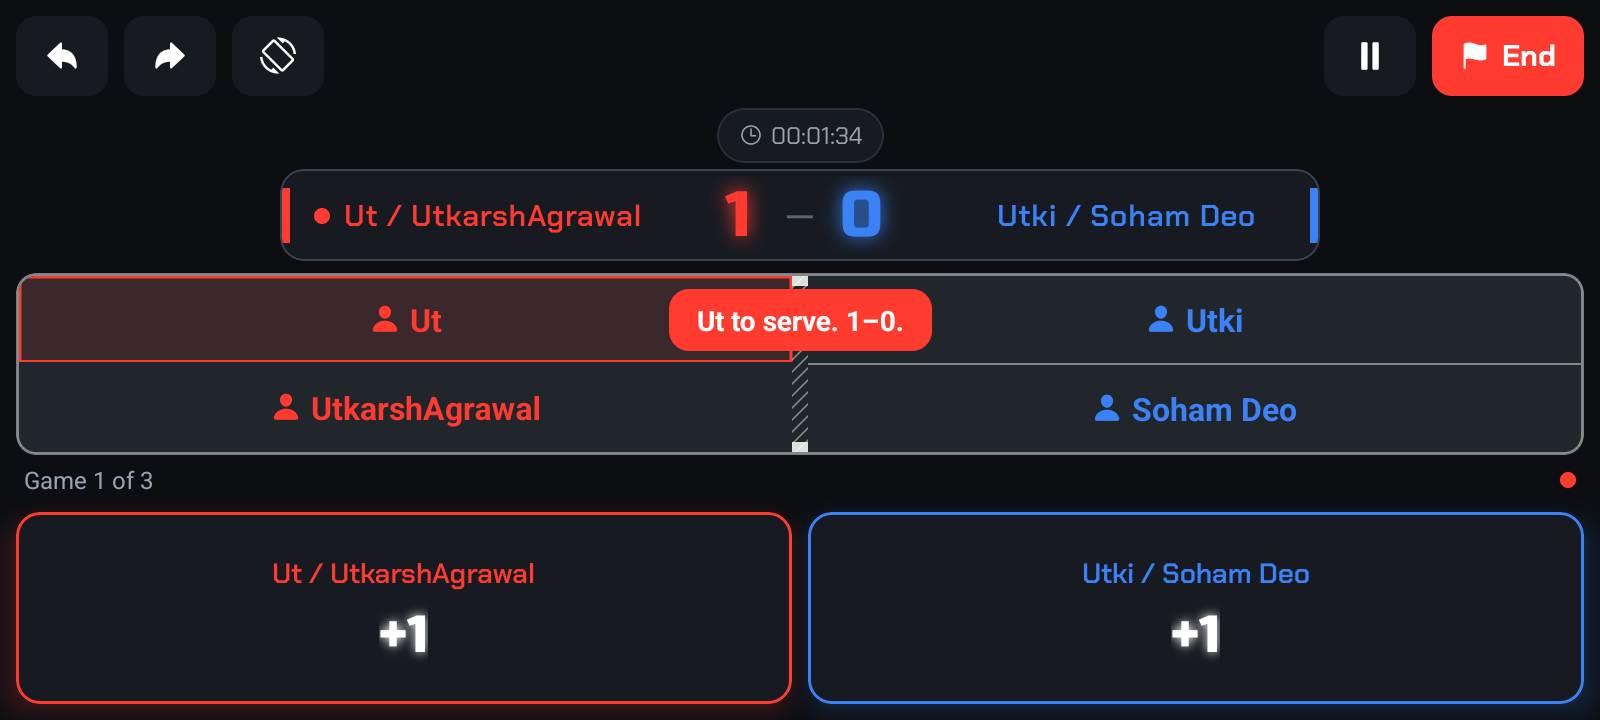 End
00:01:34
Ut / UtkarshAgrawal 1 – 0 Utki / Soham Deo
Ut Ut to serve. 1–0. Utki
UtkarshAgrawal Soham Deo
Game 1 of 3
Ut / UtkarshAgrawal Utki / Soham Deo
+1 +1